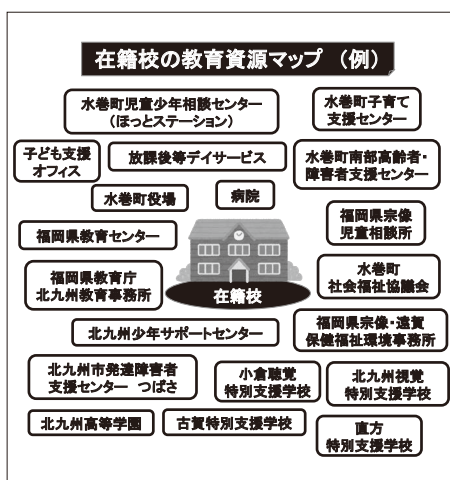 在籍校の教育資源マップ （例）
水巻町児童少年相談センター
（ほっとステーション）
水巻町子育て
支援センター
子ども支援
オフィス
放課後等デイサービス
水巻町南部高齢者・
障害者支援センター
水巻町役場
病院
福岡県宗像
児童相談所
福岡県教育センター
水巻町
社会福祉協議会
福岡県教育庁
北九州教育事務所
在籍校
北九州少年サポートセンター
福岡県宗像・遠賀
保健福祉環境事務所
北九州市発達障害者
支援センター つばさ
小倉聴覚
特別支援学校
北九州視覚
特別支援学校
北九州高等学園
古賀特別支援学校
直方
特別支援学校